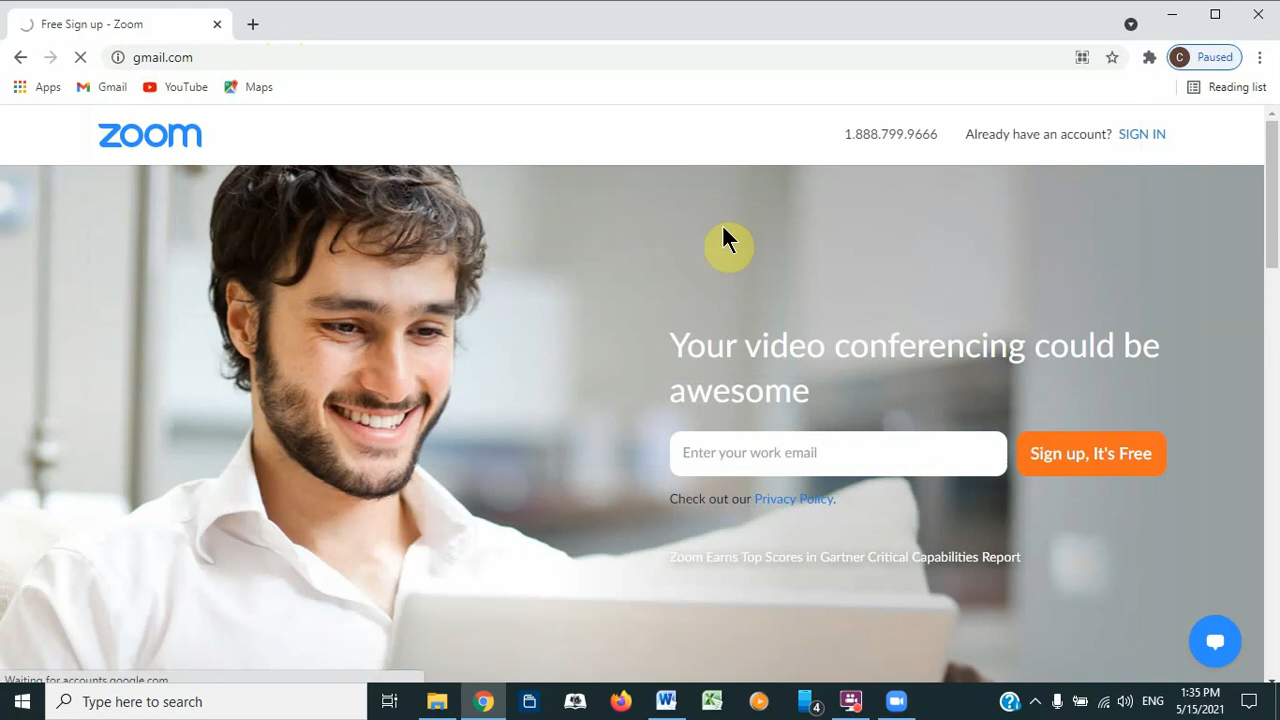 Free Sign up - Zoom
gmail.com
C Paused
Apps Gmail YouTube Maps Reading list
zoom 1.888.799.9666 Already have an account? SIGN IN
Your video conferencing could be
awesome
Enter your work email Sign up, It's Free
Check out our Privacy Policy.
Zoom Earns Top Scores in Gartner Critical Capabilities Report
Waiting for accounts.google.com
Type here to search
4
ENG
1:35 PM
5/15/2021